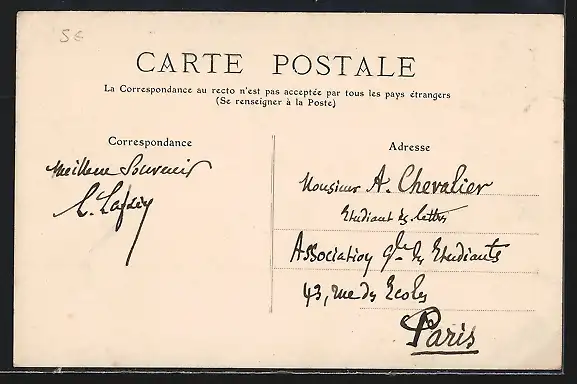 56
CARTE POSTALE
La Correspondance au recto n'est pas acceptée par tous les pays étrangers
(Se renseigner à la Poste)
Correspondance
Meilleur Souvenir
Adresse
Monsieur A. Chevalier
Etudiant ès-lettres
Association gle des Etudiants
43, rue des Ecoles
Paris